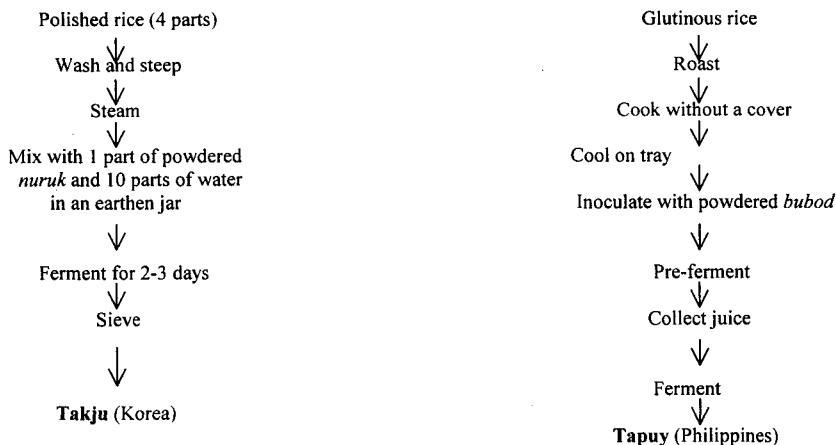 Polished rice (4 parts)
Wash and steep
Steam
Mix with 1 part of powdered
nuruk and 10 parts of water
in an earthen jar
Ferment for 2-3 days
Sieve
Takju (Korea)
Glutinous rice
Roast
Cook without a cover
Cool on tray
Inoculate with powdered bubod
Pre-ferment
Collect juice
Ferment
Tapuy (Philippines)